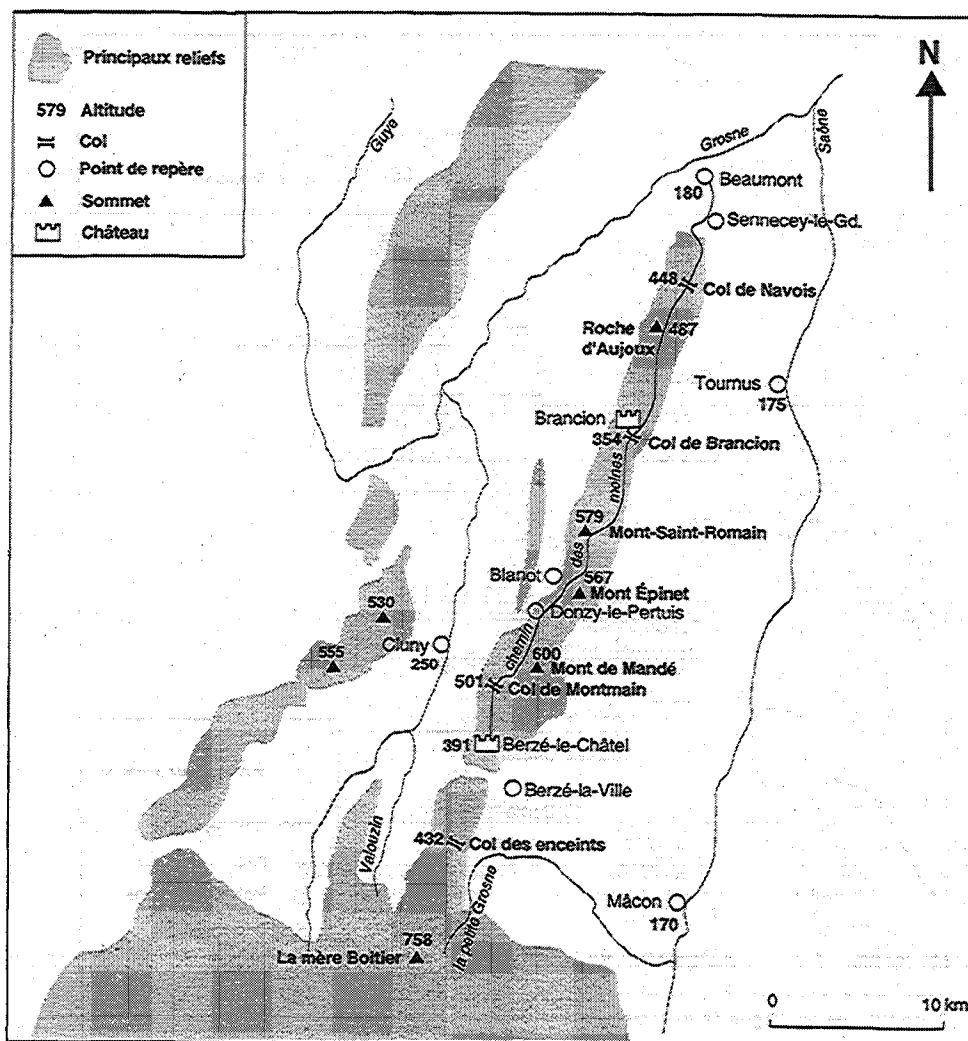 Principaux reliefs
579 Altitude
Col
Point de repère
Sommet
Château
N
Guye
Grosne
Saône
Beaumont
180
Sennecey-le-Gd.
448
Col de Navois
Roche
d'Aujoux
487
Tournus
175
Brancion
354
Col de Brancion
moines
579
Mont-Saint-Romain
des
Blanot
567
Mont Épinet
Donzy-le-Pertuis
530
Cluny
250
555
chemin
600
Mont de Mandé
501
Col de Montmain
391
Berzé-le-Châtel
Berzé-la-Ville
Valouzin
432
Col des enceints
la petite Grosne
Mâcon
170
758
La mère Boitier
0 10 km